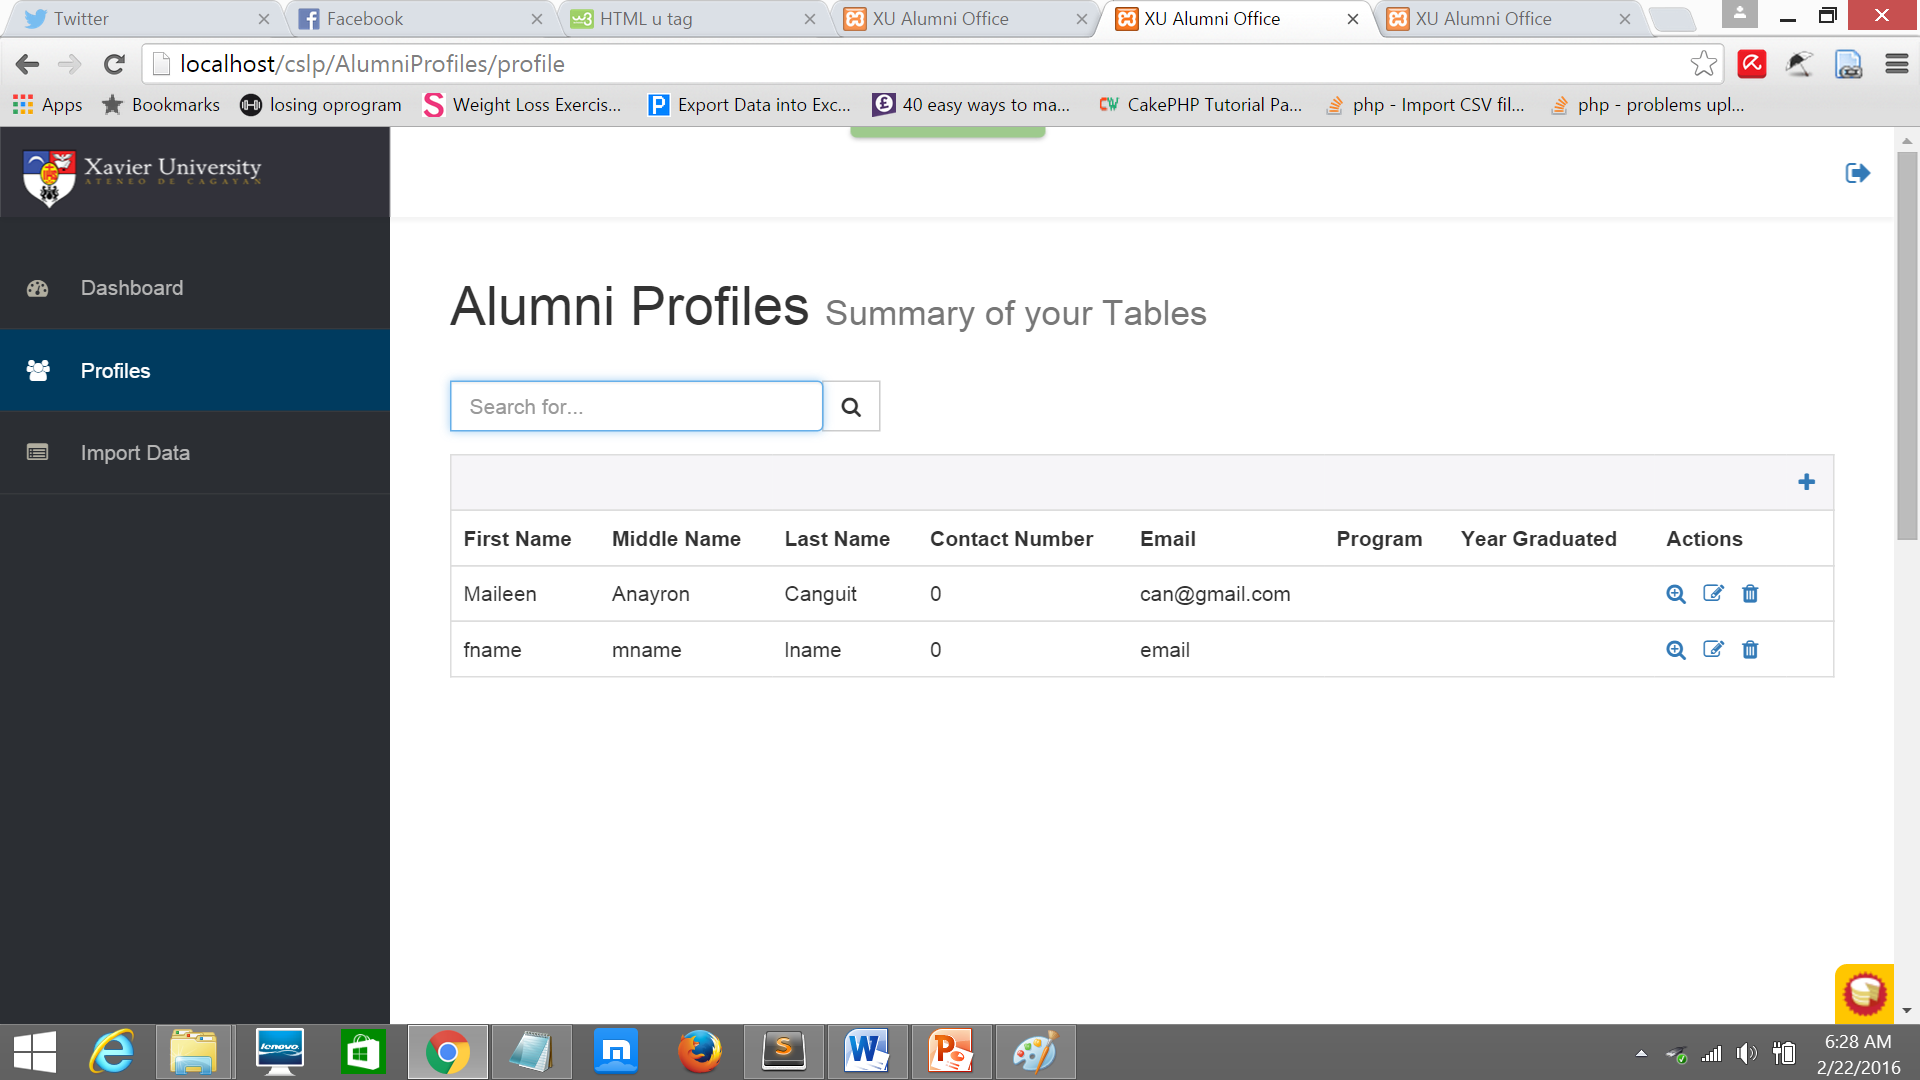 Twitter
Facebook
HTML u tag
XU Alumni Office
XU Alumni Office
XU Alumni Office
localhost/cslp/AlumniProfiles/profile
Apps
Bookmarks
losing oprogram
Weight Loss Exercis...
Export Data into Exc...
40 easy ways to ma...
CakePHP Tutorial Pa...
php - Import CSV fil...
php - problems upl...
Xavier University
ATENEO DE CAGAYAN
Dashboard
Profiles
Import Data
Alumni Profiles Summary of your Tables
Search for...
First Name Middle Name Last Name Contact Number Email Program Year Graduated Actions
Maileen Anayron Canguit 0 can@gmail.com
fname mname lname 0 email
lenovo
6:28 AM
2/22/2016